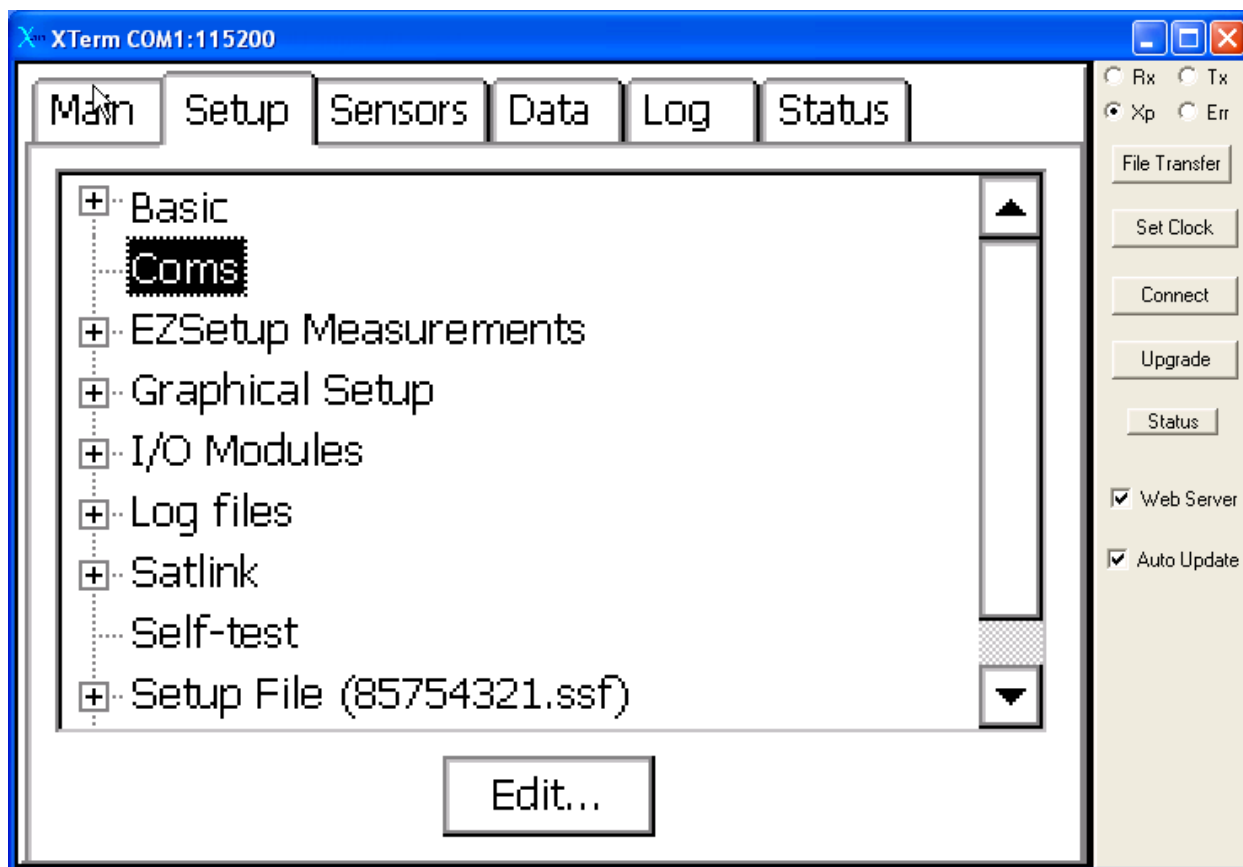 XTerm COM1:115200
Main Setup Sensors Data Log Status
Basic
Coms
EZSetup Measurements
Graphical Setup
I/O Modules
Log files
Satlink
Self-test
Setup File (85754321.ssf)
Edit...
Rx Tx
Xp Err
File Transfer
Set Clock
Connect
Upgrade
Status
Web Server
Auto Update